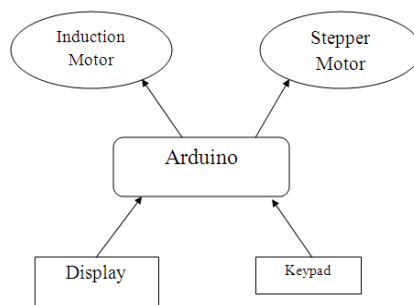 Induction
Motor
Stepper
Motor
Arduino
Display
Keypad